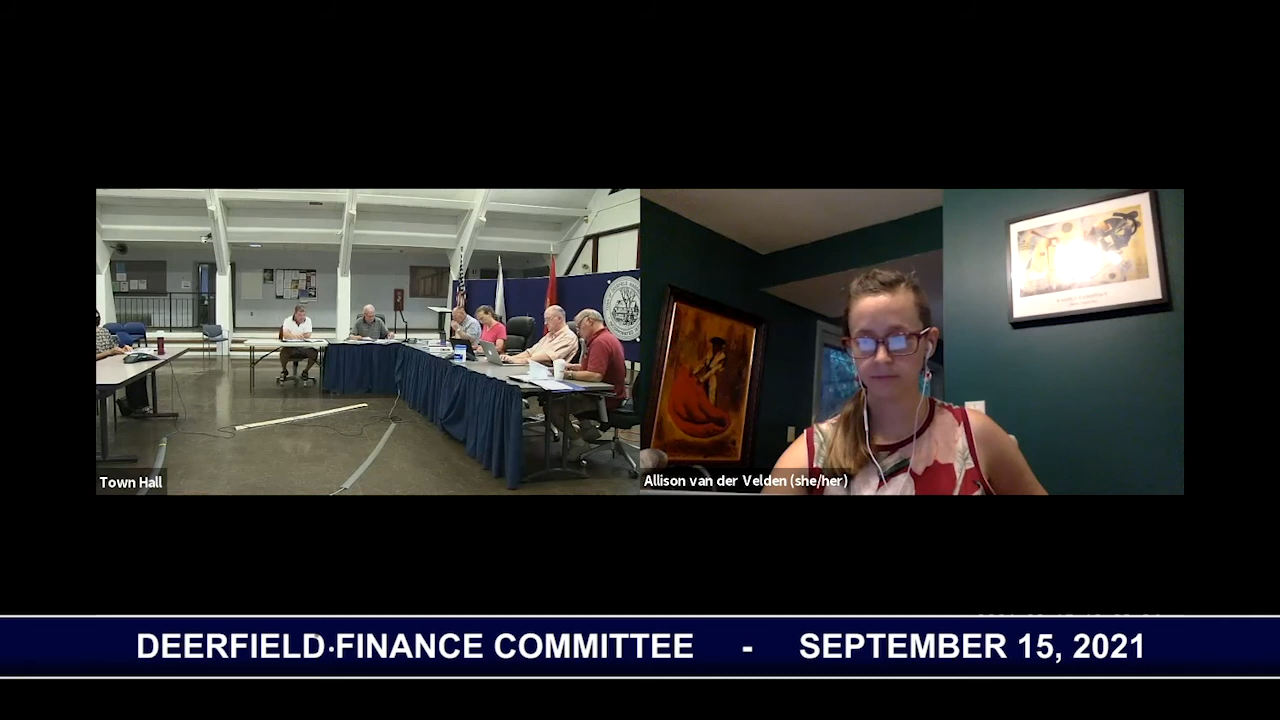 Town Hall
Allison van der Velden (she/her)
DEERFIELD·FINANCE COMMITTEE - SEPTEMBER 15, 2021